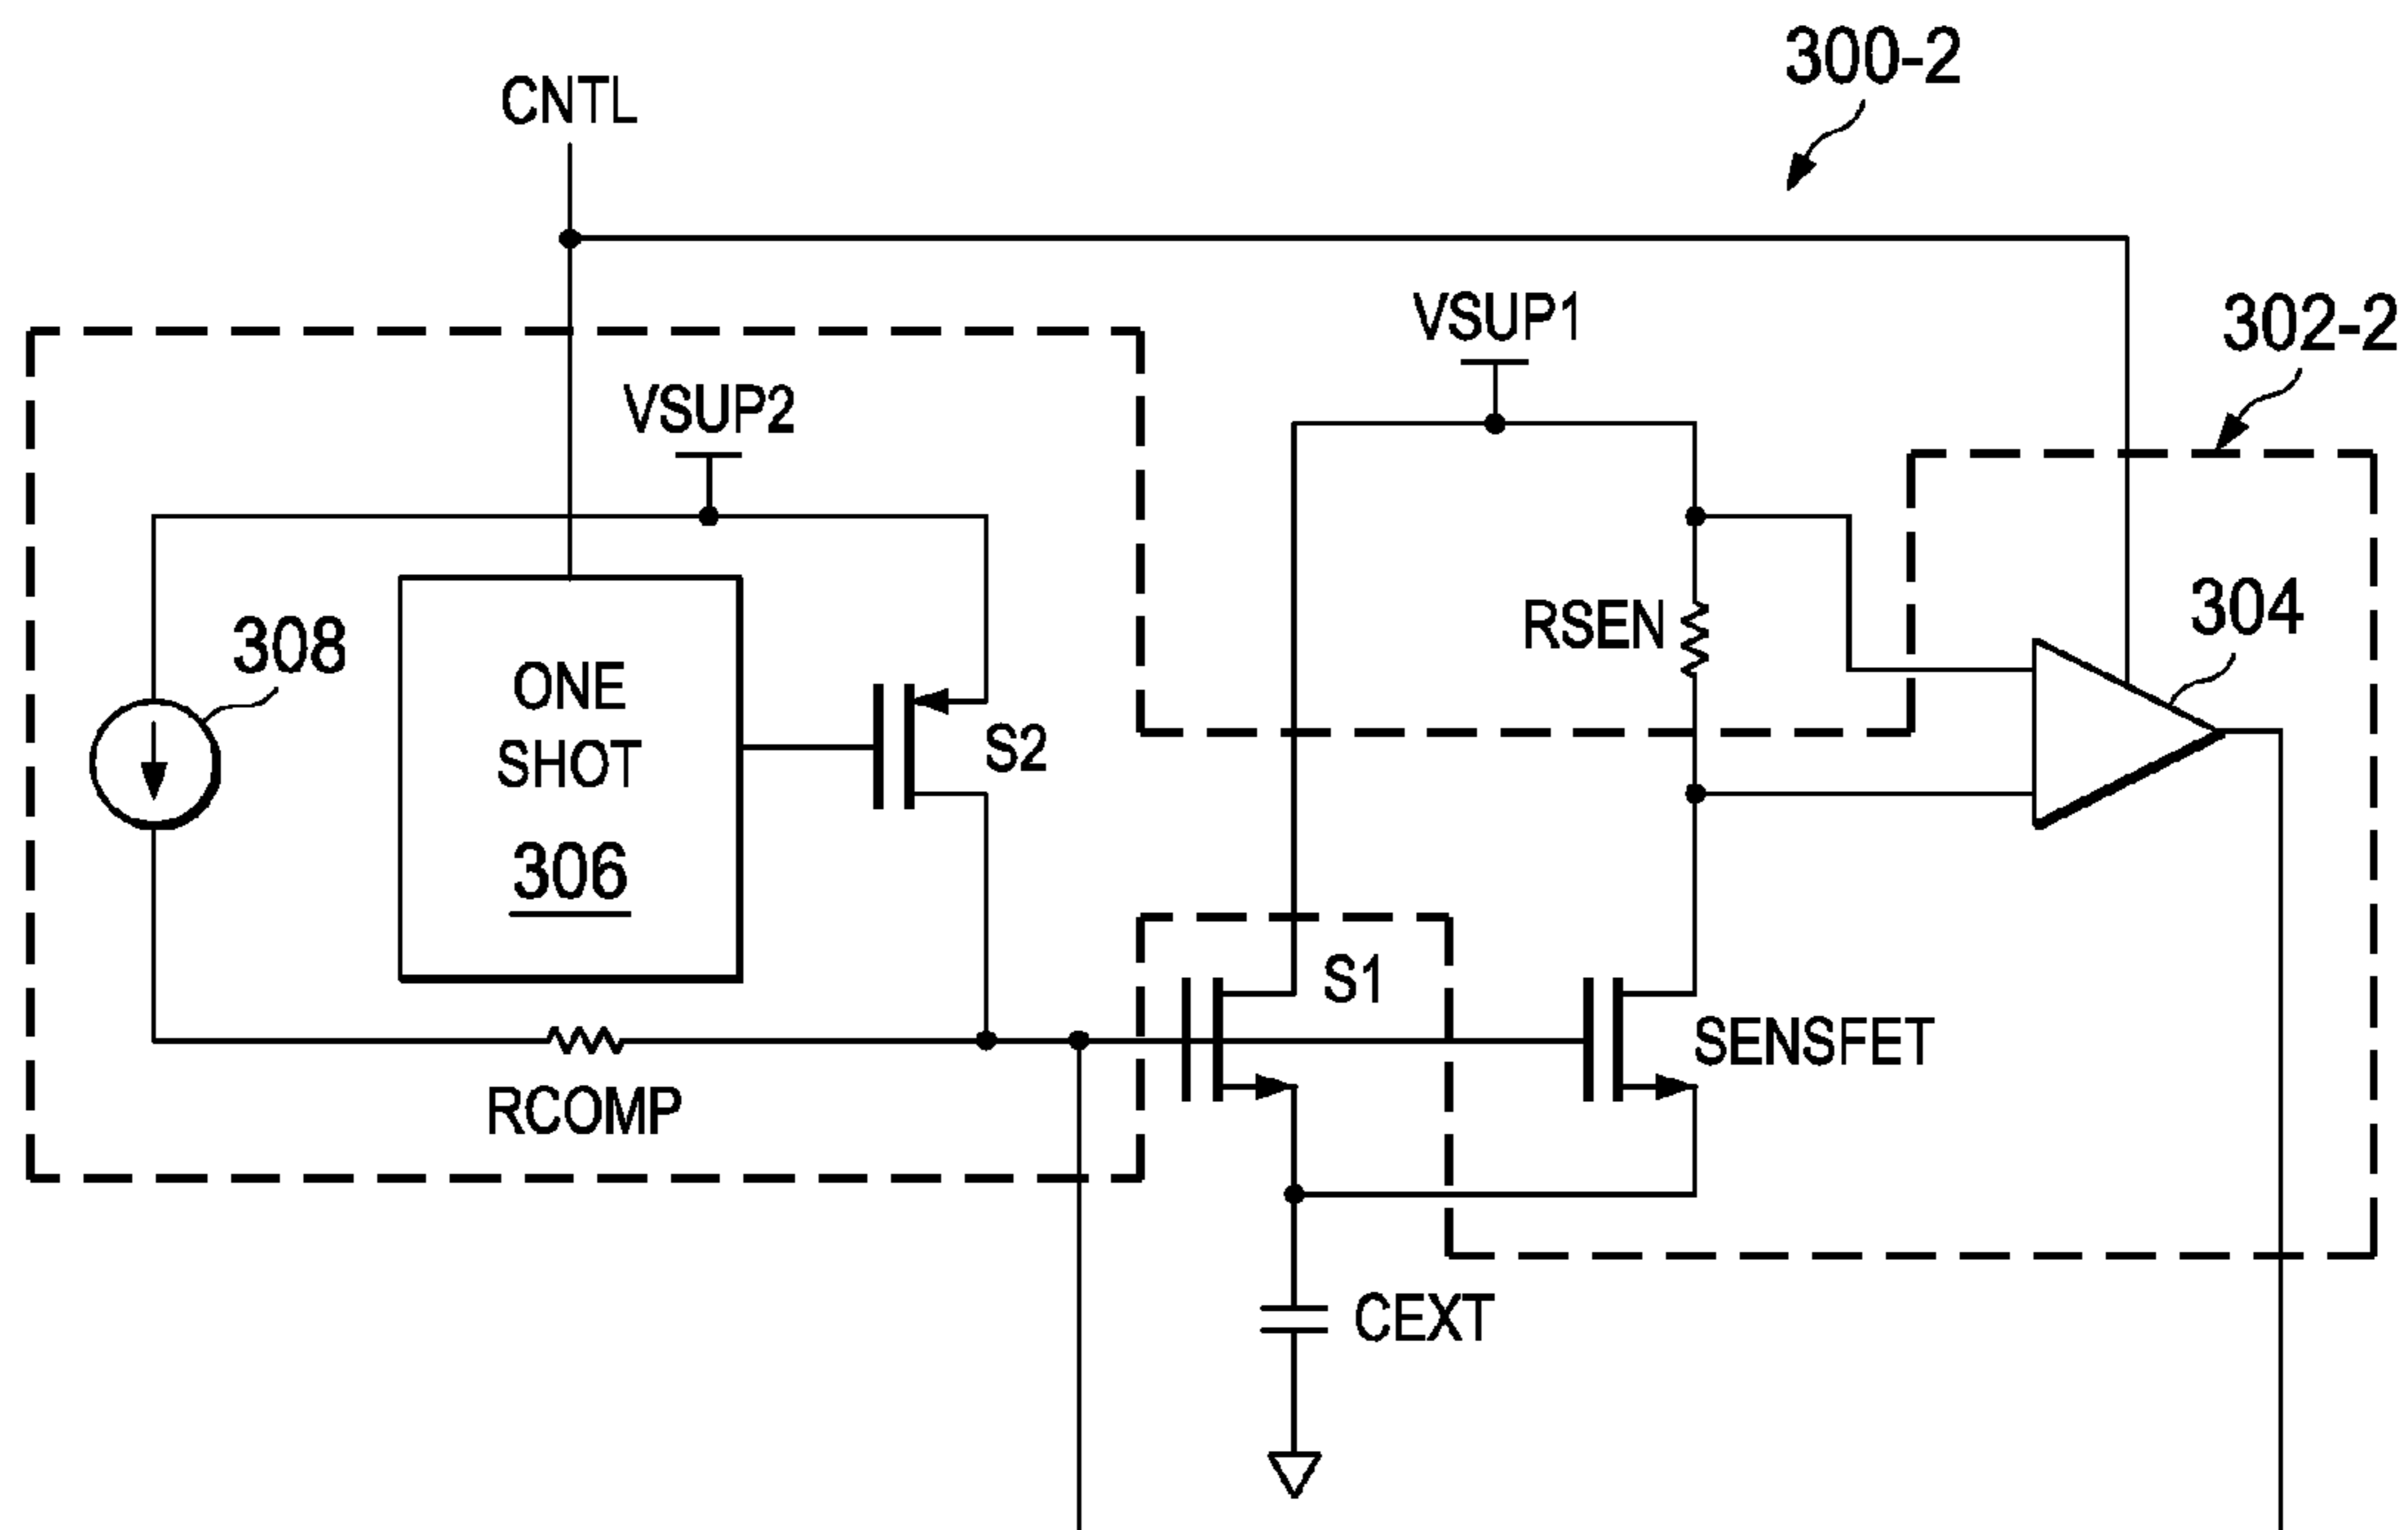 300-2
CNTL
VSUP1
302-2
VSUP2
308
ONE
SHOT
306
S2
RSEN
304
S1
SENSFET
RCOMP
CEXT